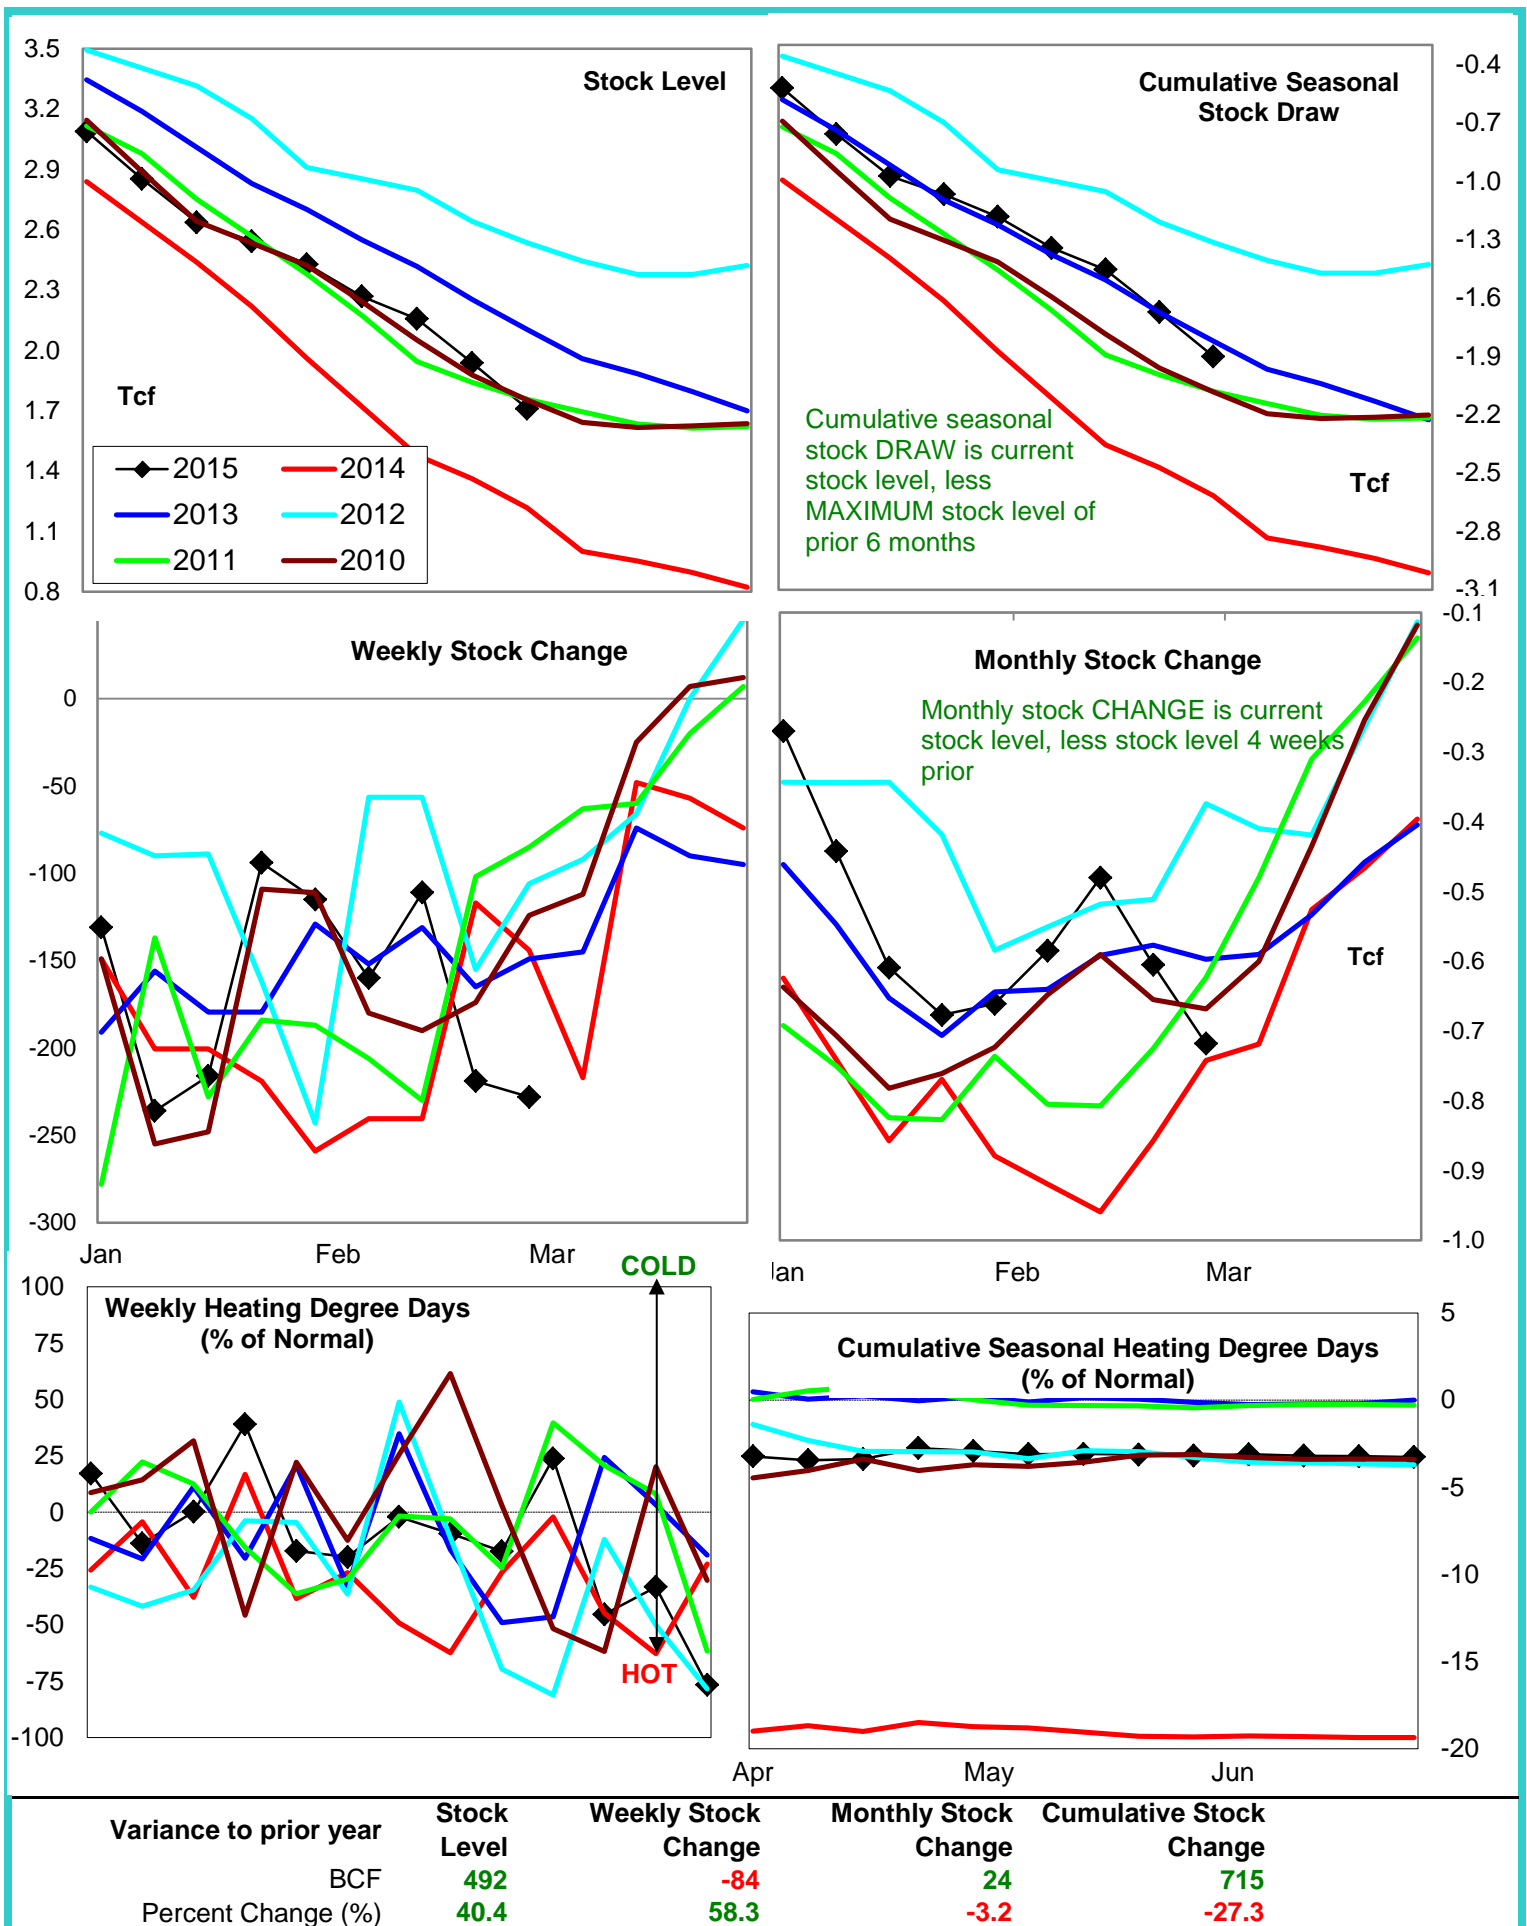 Stock Level
3.5
3.2
2.9
2.6
2.3
2.0
1.7
1.4
1.1
0.8
Tcf
2015
2014
2013
2012
2011
2010
Cumulative Seasonal
Stock Draw
-0.4
-0.7
-1.0
-1.3
-1.6
-1.9
-2.2
-2.5
-2.8
-3.1
Cumulative seasonal
stock DRAW is current
stock level, less
MAXIMUM stock level of
prior 6 months
Tcf
Weekly Stock Change
0
-50
-100
-150
-200
-250
-300
Jan
Feb
Mar
Monthly Stock Change
Monthly stock CHANGE is current
stock level, less stock level 4 weeks
prior
-0.1
-0.2
-0.3
-0.4
-0.5
-0.6
-0.7
-0.8
-0.9
-1.0
Tcf
Jan
Feb
Mar
COLD
Weekly Heating Degree Days
(% of Normal)
100
75
50
25
0
-25
-50
-75
-100
HOT
Cumulative Seasonal Heating Degree Days
(% of Normal)
5
0
-5
-10
-15
-20
Apr
May
Jun
Variance to prior year
Stock
Level
Weekly Stock
Change
Monthly Stock
Change
Cumulative Stock
Change
BCF
492
-84
24
715
Percent Change (%)
40.4
58.3
-3.2
-27.3